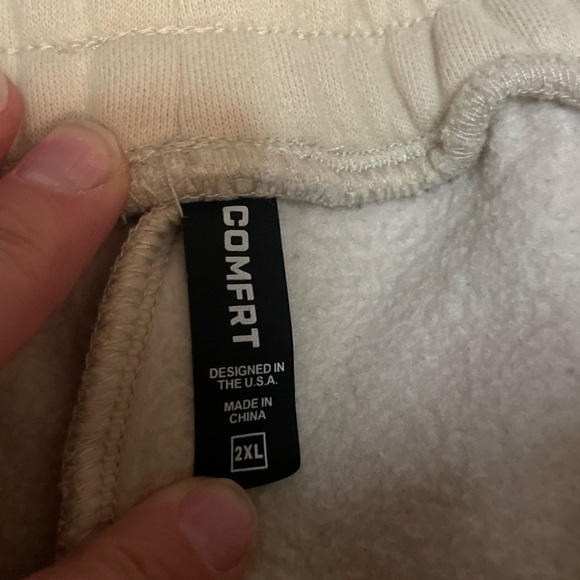 COMFRT
DESIGNED IN
THE U.S.A.
MADE IN
CHINA
2XL